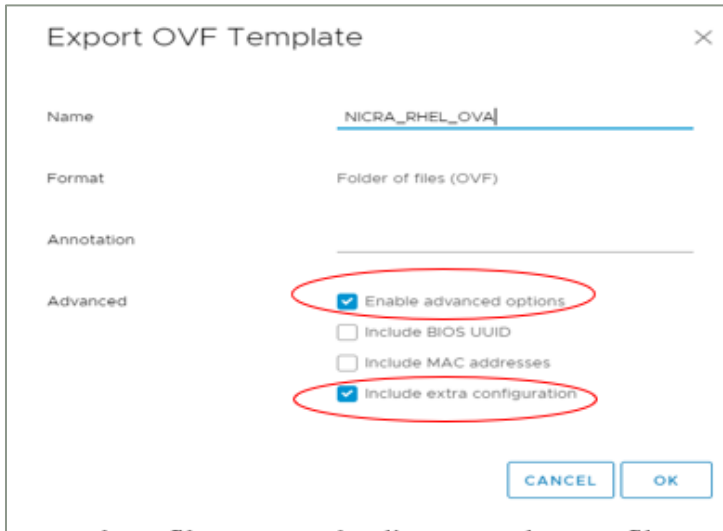 Export OVF Template
Name NICRA_RHEL_OVA
Format Folder of files (OVF)
Annotation
Advanced Enable advanced options
Include BIOS UUID
Include MAC addresses
Include extra configuration
CANCEL OK